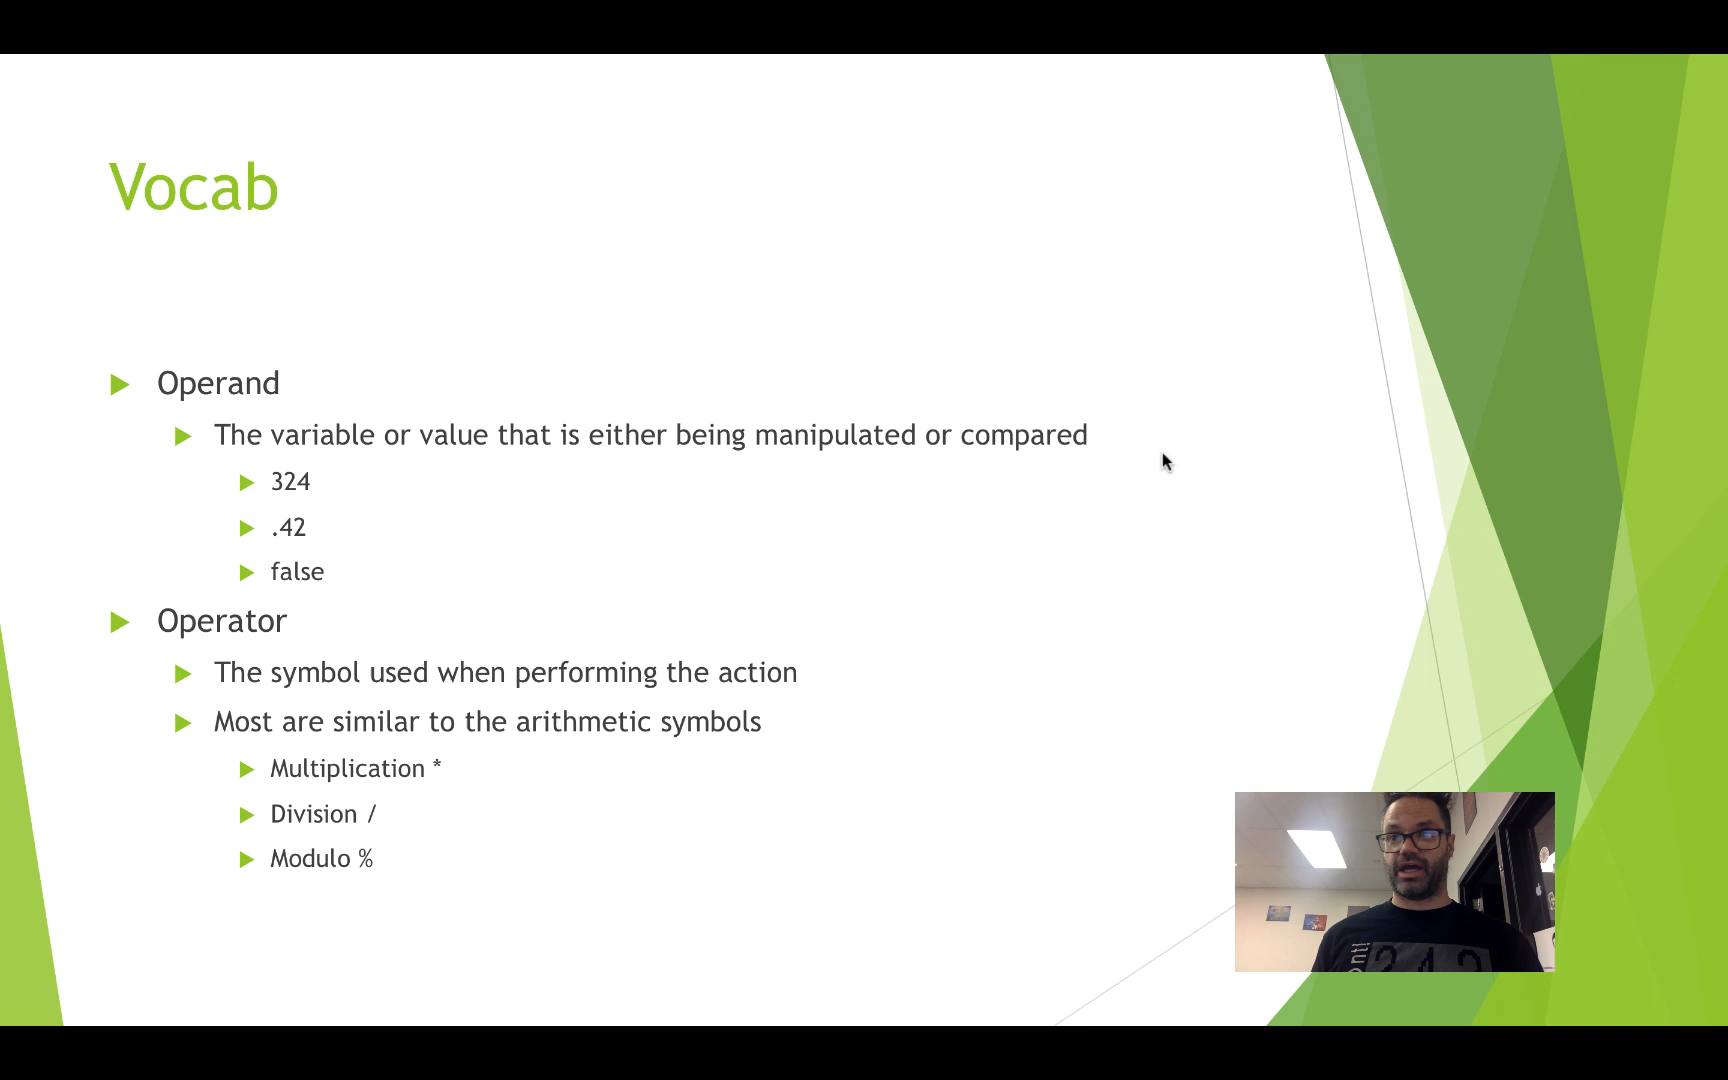 Vocab
Operand
The variable or value that is either being manipulated or compared
324
.42
false
Operator
The symbol used when performing the action
Most are similar to the arithmetic symbols
Multiplication *
Division /
Modulo %